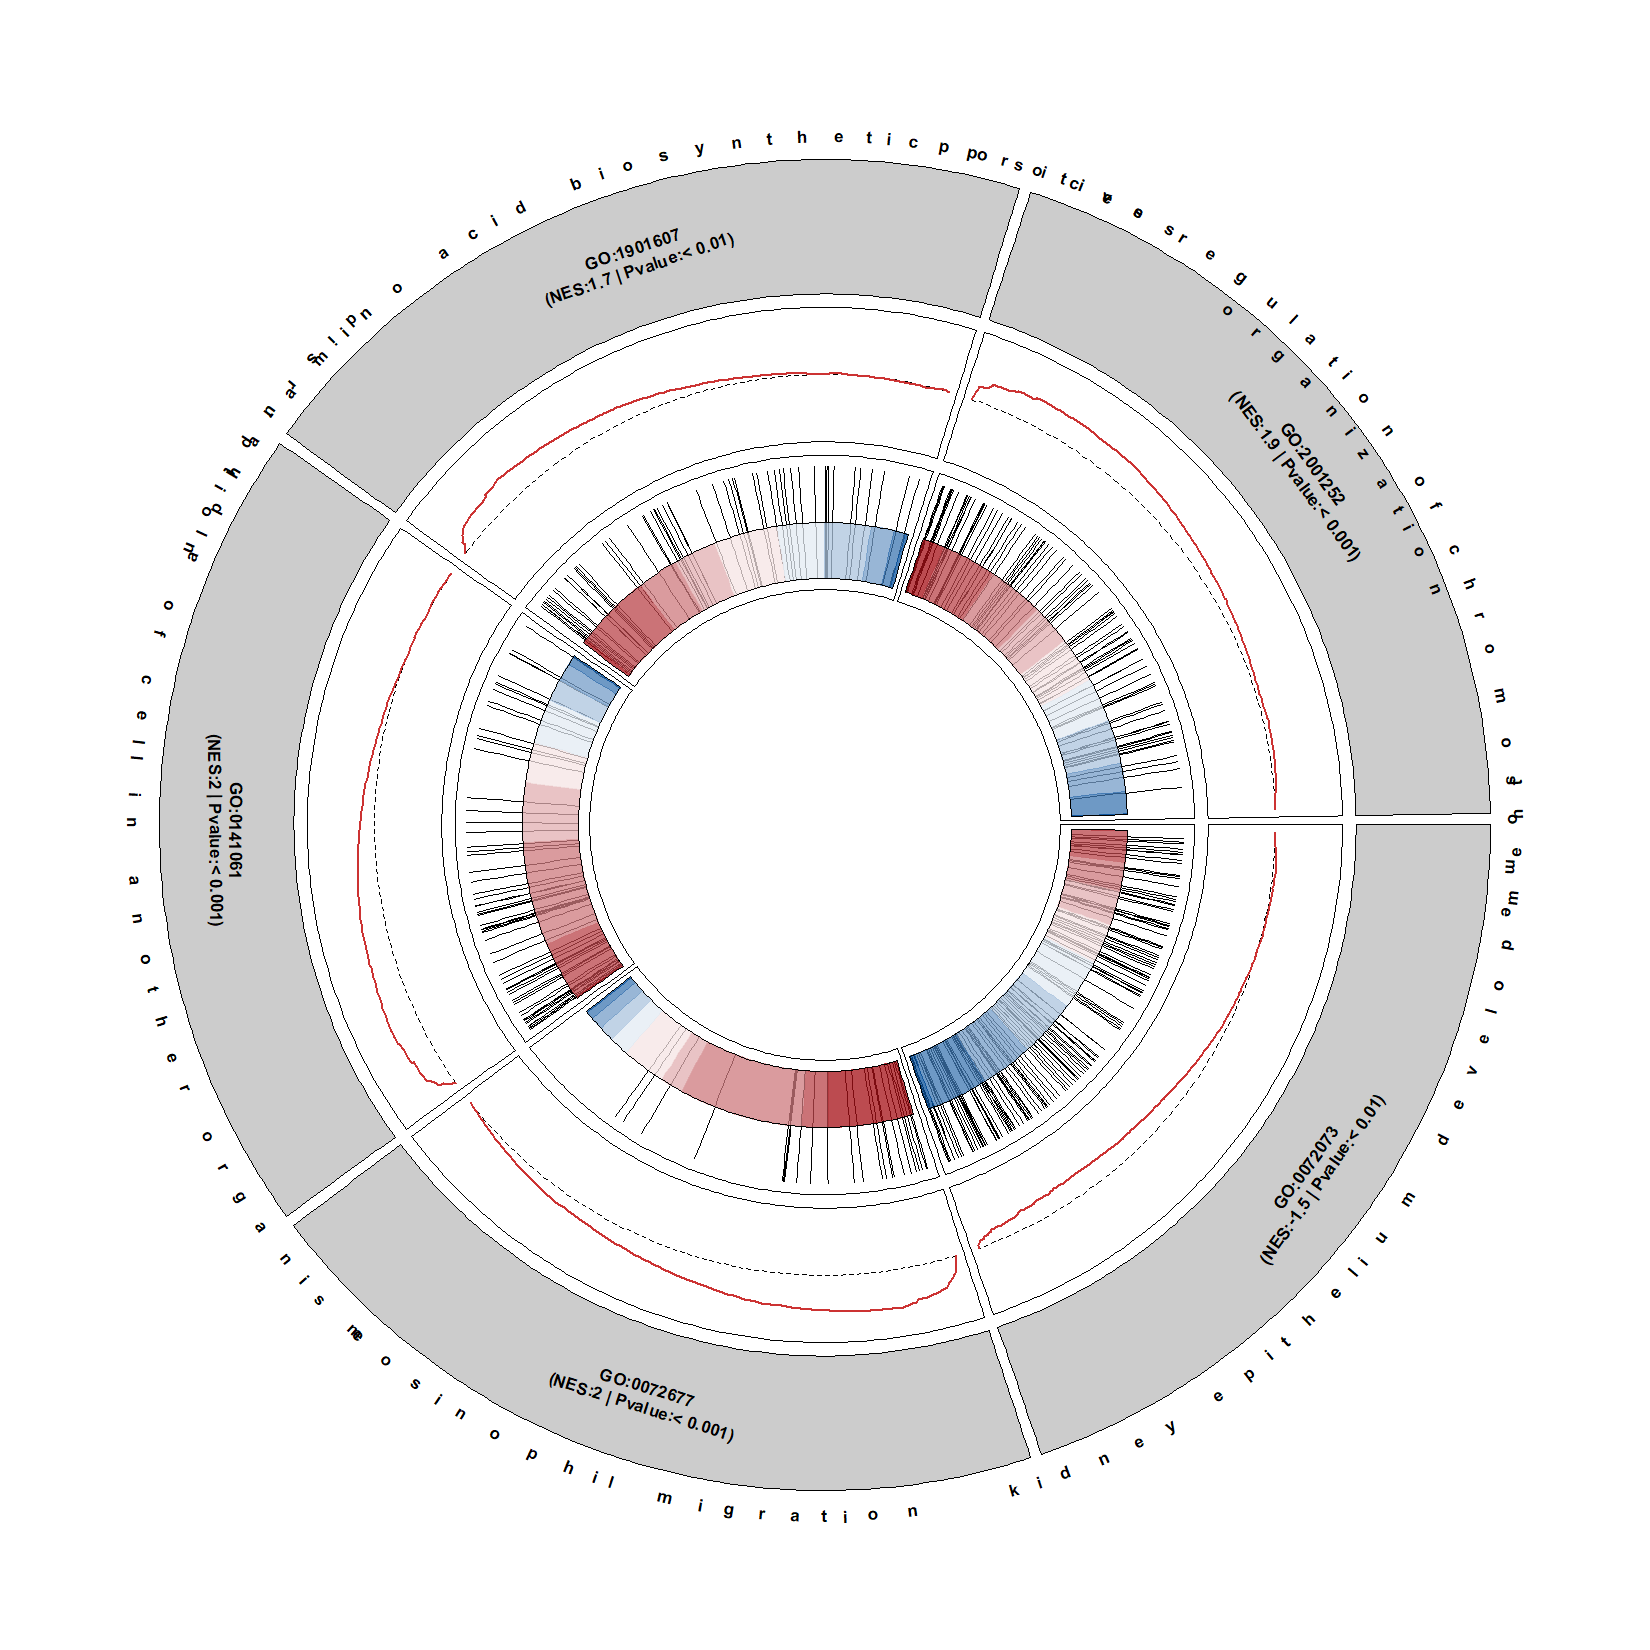 acid biosynthetic
GO:1901607
(NES:1.7 | Pvalue:< 0.01)
positive regulation of chromosome
organization
GO:2001252
(NES:1.9 | Pvalue:< 0.001)
kidney epithelium development
GO:0072073
(NES:-1.5 | Pvalue:< 0.01)
eosinophil migration
GO:0072677
(NES:2 | Pvalue:< 0.001)
of cell in another organism
GO:0141061
(NES:2 | Pvalue:< 0.001)